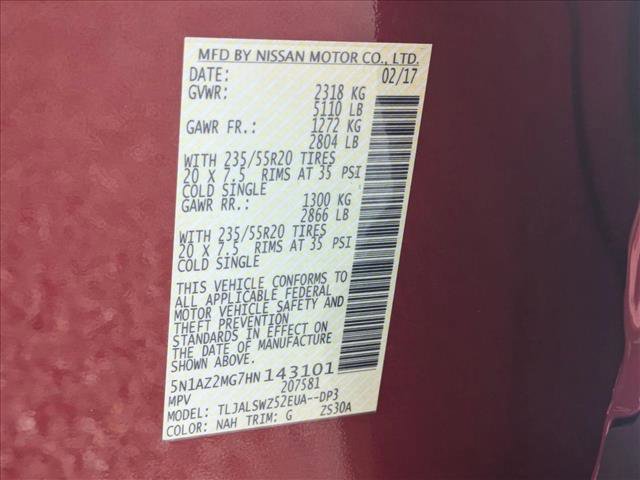 MFD BY NISSAN MOTOR CO., LTD.
DATE: 02/17
GVWR: 2318 KG
5110 LB
GAWR FR.: 1272 KG
2804 LB
WITH 235/55R20 TIRES
20 X 7.5 RIMS AT 35 PSI
COLD SINGLE
GAWR RR.: 1300 KG
2866 LB
WITH 235/55R20 TIRES
20 X 7.5 RIMS AT 35 PSI
COLD SINGLE
THIS VEHICLE CONFORMS TO
ALL APPLICABLE FEDERAL
MOTOR VEHICLE SAFETY AND
THEFT PREVENTION
STANDARDS IN EFFECT ON
THE DATE OF MANUFACTURE
SHOWN ABOVE.
5N1AZ2MG7HN143101
MPV 207581
MODEL: TLJALSWZ52EUA--DP3
COLOR: NAH TRIM: G ZS30A